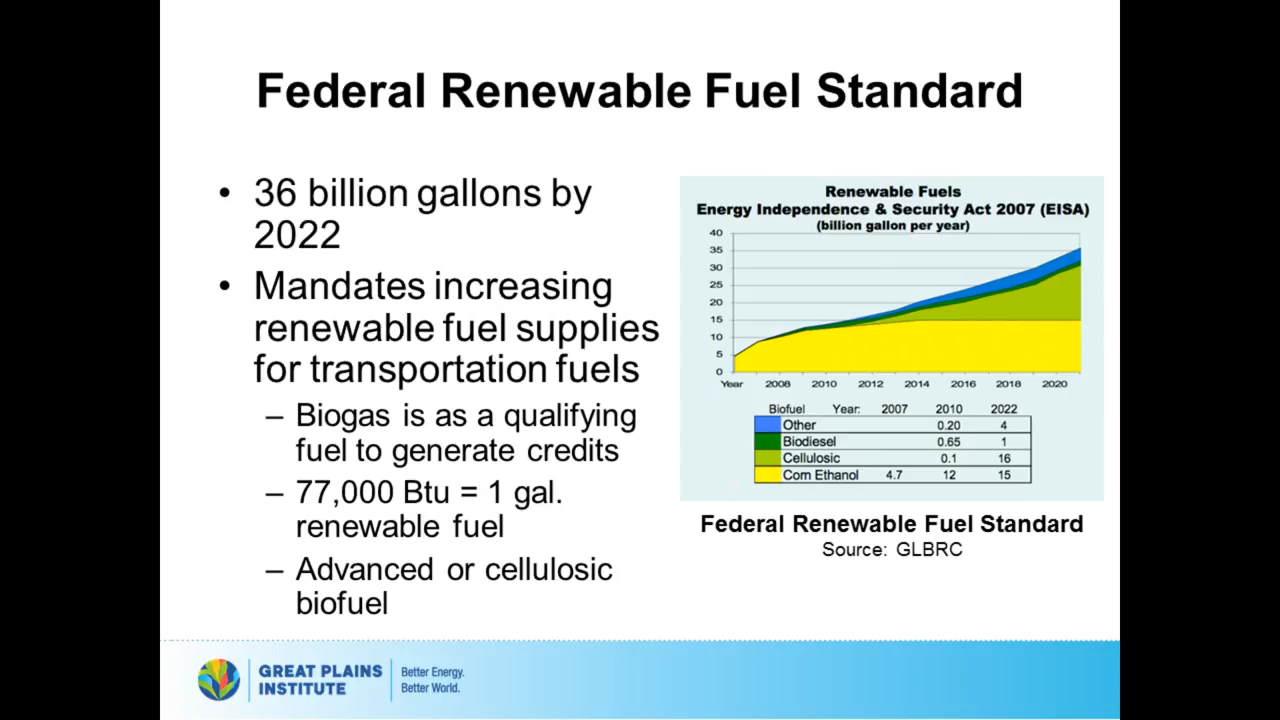 Federal Renewable Fuel Standard
• 36 billion gallons by
2022
• Mandates increasing
renewable fuel supplies
for transportation fuels
– Biogas is as a qualifying
fuel to generate credits
– 77,000 Btu = 1 gal.
renewable fuel
– Advanced or cellulosic
biofuel
Renewable Fuels
Energy Independence & Security Act 2007 (EISA)
(billion gallon per year)
40
35
30
25
20
15
10
5
0
Year 2008 2010 2012 2014 2016 2018 2020
Biofuel Year: 2007 2010 2022
Other 0.20 4
Biodiesel 0.65 1
Cellulosic 0.1 16
Corn Ethanol 4.7 12 15
Federal Renewable Fuel Standard
Source: GLBRC
GREAT PLAINS
INSTITUTE
Better Energy.
Better World.